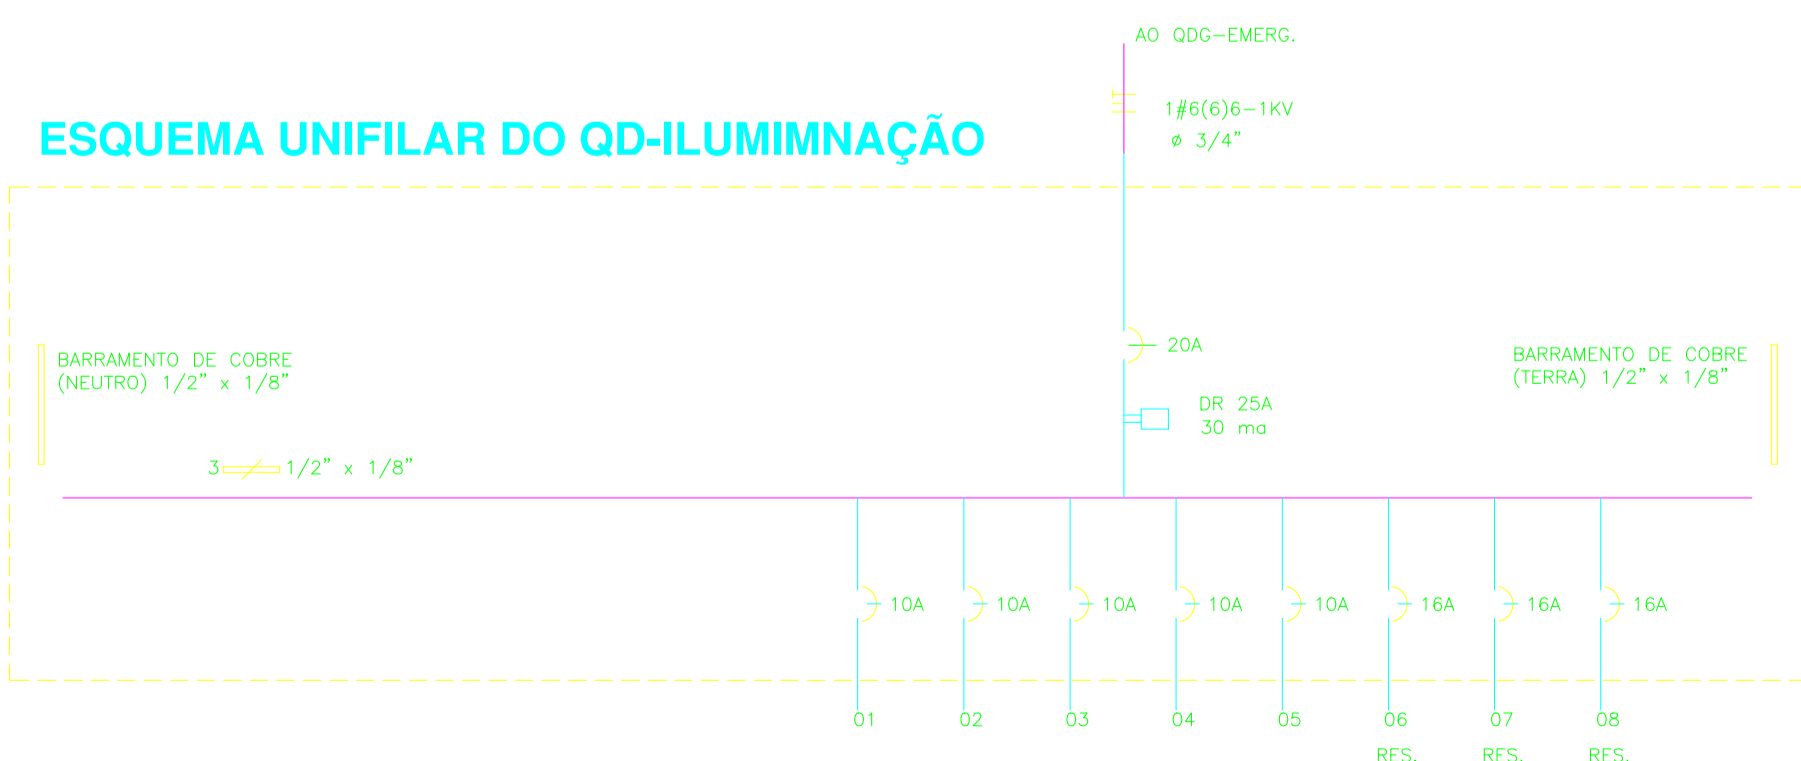 AO QDG-EMERG.
1#6(6)6-1KV
ø 3/4"
ESQUEMA UNIFILAR DO QD-ILUMIMNAÇÃO
20A
BARRAMENTO DE COBRE
(NEUTRO) 1/2" x 1/8"
BARRAMENTO DE COBRE
(TERRA) 1/2" x 1/8"
DR 25A
30 ma
3 1/2" x 1/8"
10A 10A 10A 10A 10A 16A 16A 16A
01 02 03 04 05 06 07 08
RES. RES. RES.